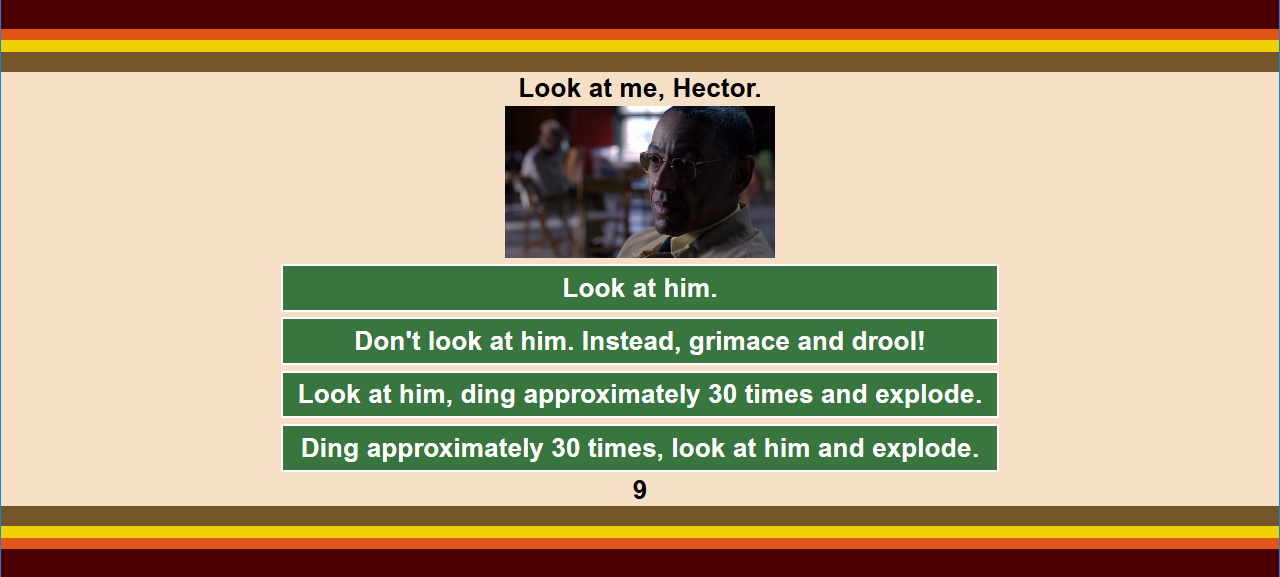 Look at me, Hector.
Look at him.
Don't look at him. Instead, grimace and drool!
Look at him, ding approximately 30 times and explode.
Ding approximately 30 times, look at him and explode.
9